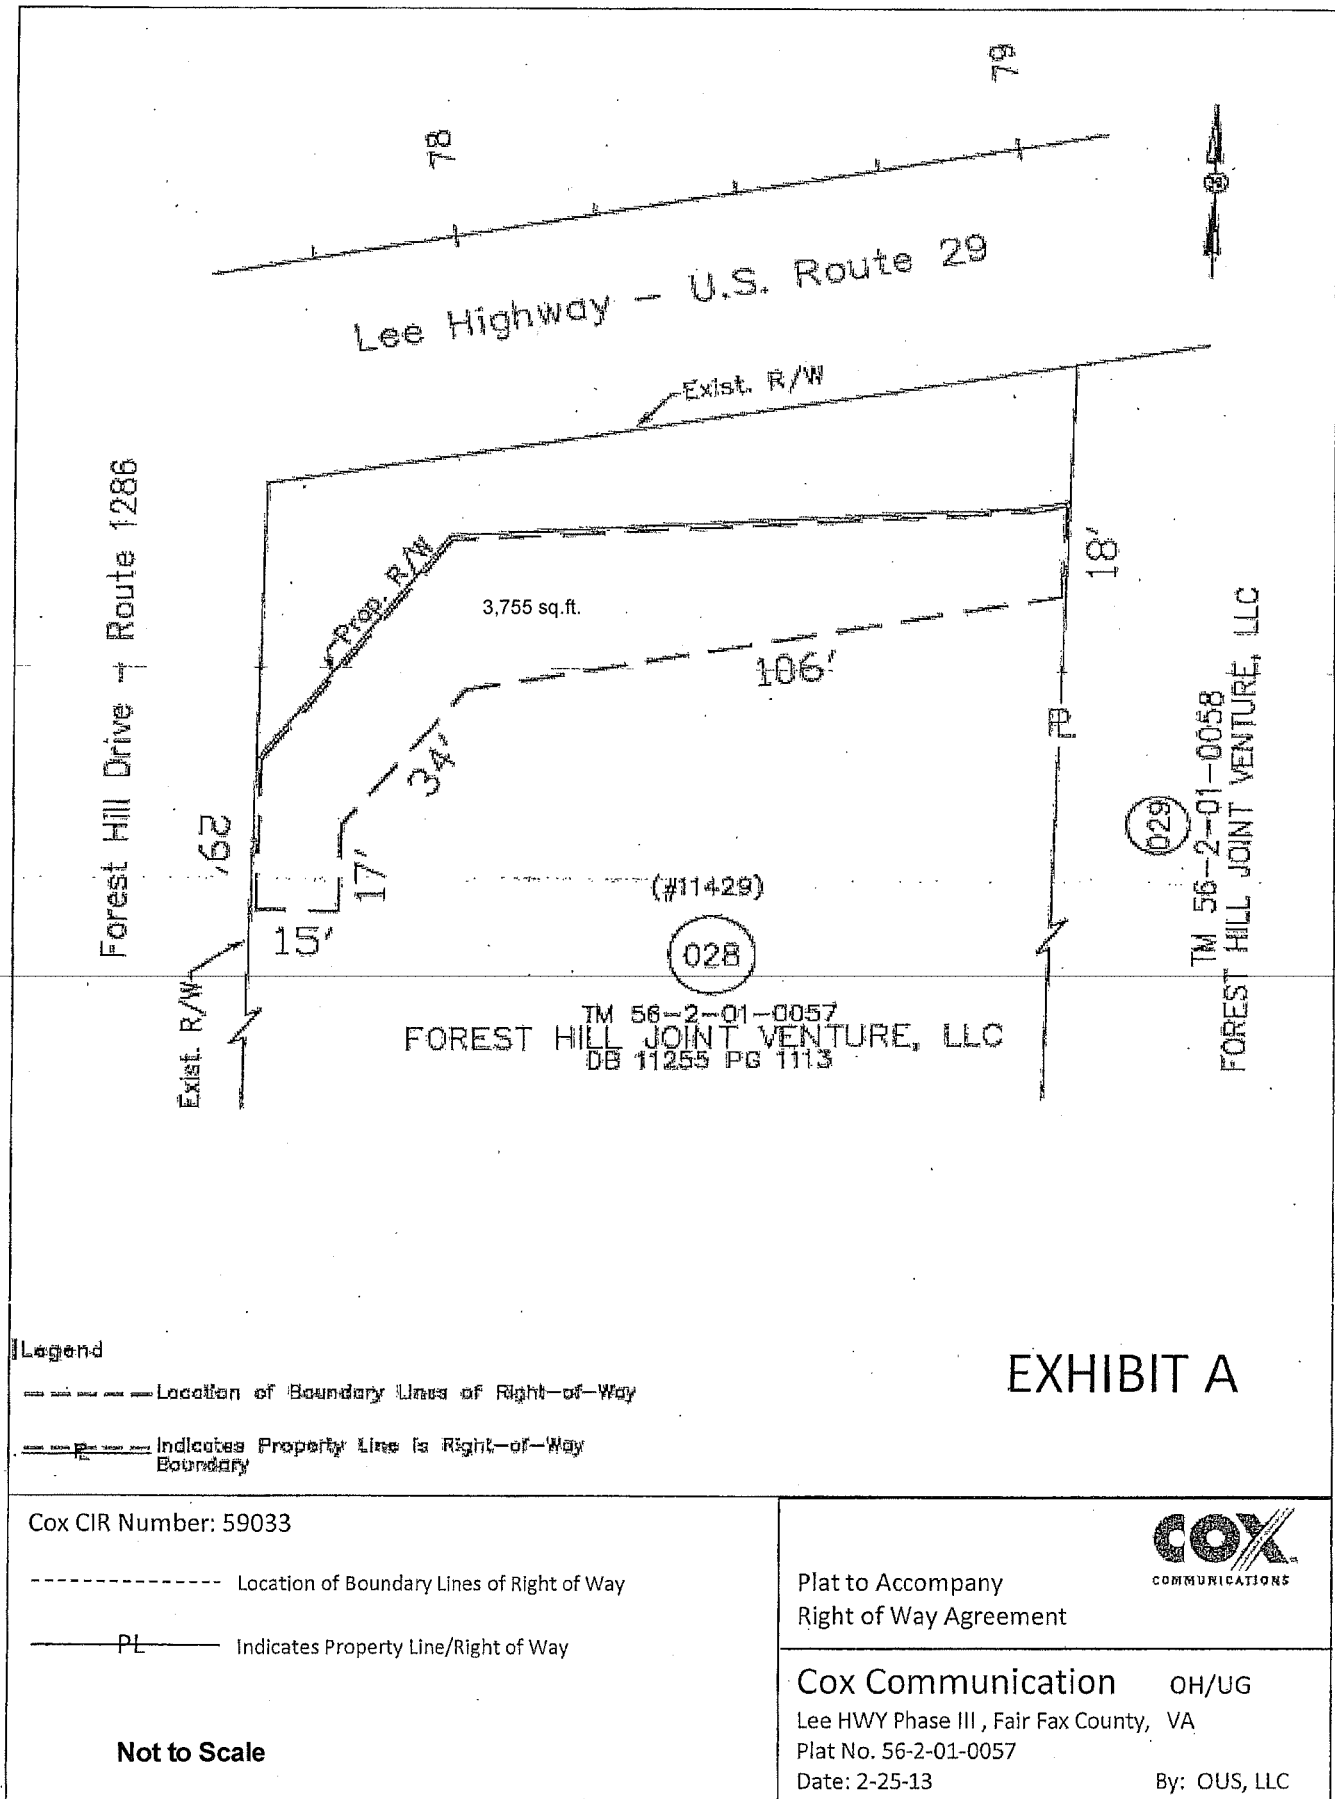 79
78
Lee Highway - U.S. Route 29
Exist. R/W
Forest Hill Drive - Route 1286
Prop. R/W
3,755 sq.ft.
18'
106'
34'
29'
17'
15'
PL
(#11429)
028
029
TM 56-2-01-0058
FOREST HILL JOINT VENTURE, LLC
Exist. R/W
TM 56-2-01-0057
FOREST HILL JOINT VENTURE, LLC
DB 11255 PG 1113
Legend
Location of Boundary Lines of Right-of-Way
PL Indicates Property Line is Right-of-Way
Boundary
EXHIBIT A
Cox CIR Number: 59033
Location of Boundary Lines of Right of Way
PL Indicates Property Line/Right of Way
Not to Scale
COX
COMMUNICATIONS
Plat to Accompany
Right of Way Agreement
Cox Communication OH/UG
Lee HWY Phase III , Fair Fax County, VA
Plat No. 56-2-01-0057
Date: 2-25-13 By: OUS, LLC